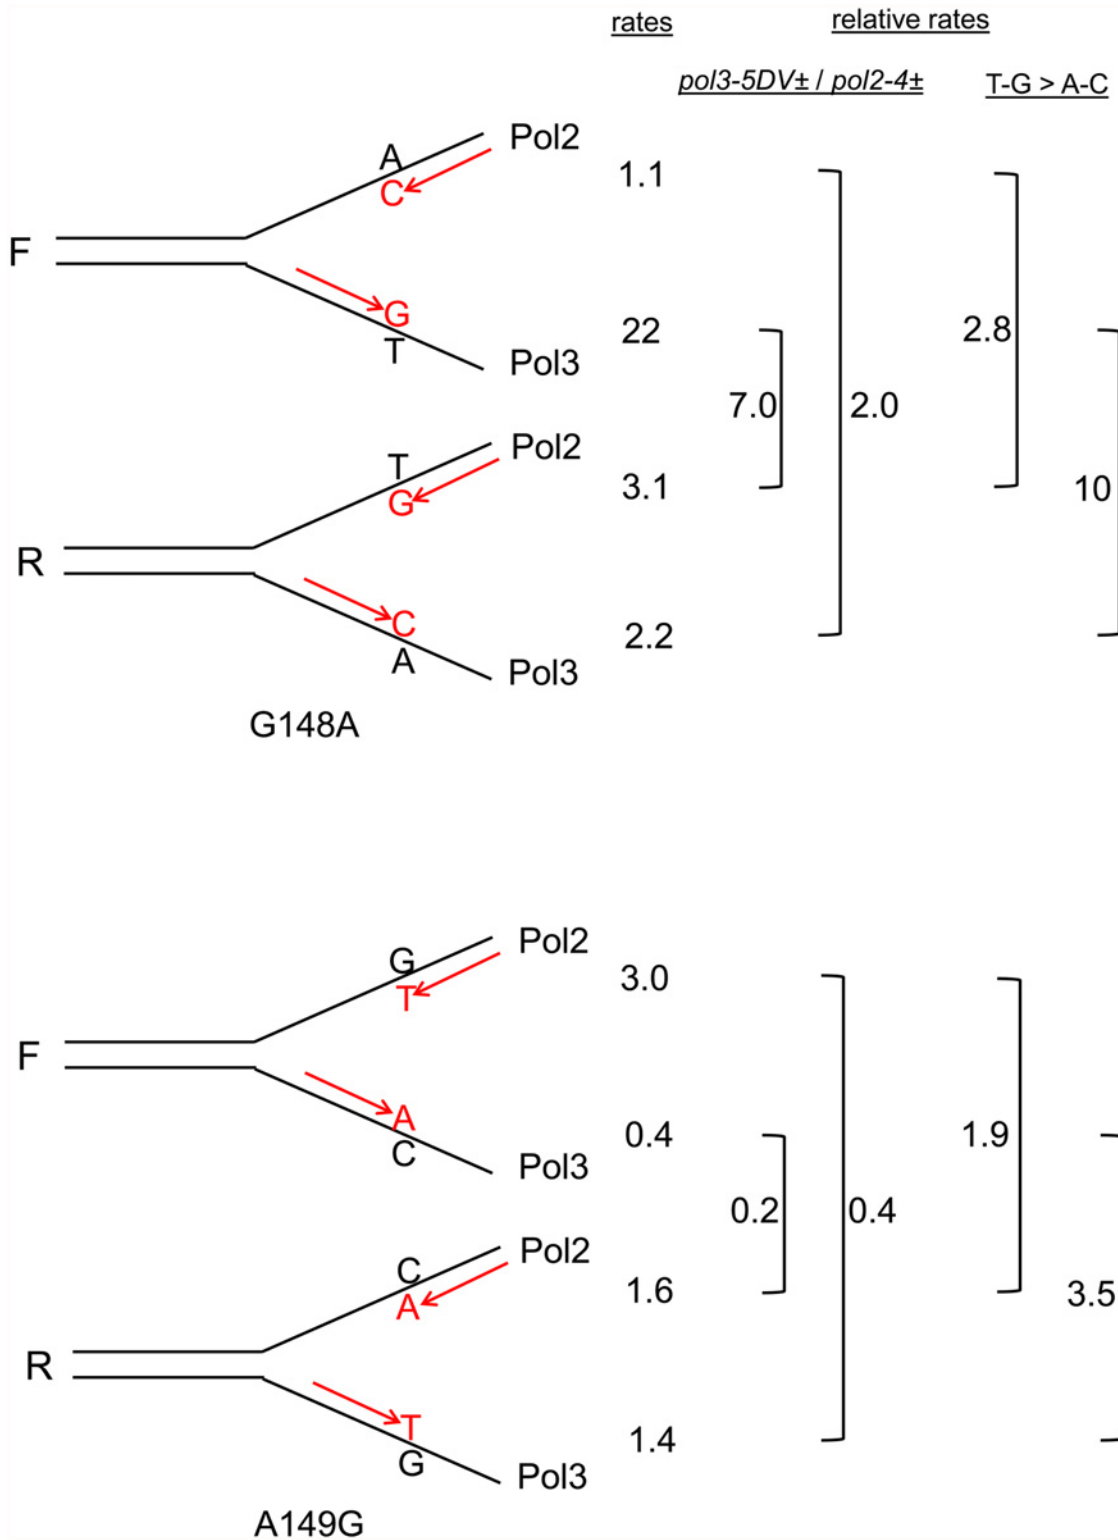 rates relative rates
pol3-5DV± / pol2-4± T-G > A-C
A Pol2
C 1.1
F
G 22 2.8
T Pol3
7.0 2.0
T Pol2
G 3.1 10
R
C 2.2
A Pol3
G148A
G Pol2
T 3.0
F
A 0.4 1.9
C Pol3
0.2 0.4
C Pol2
A 1.6 3.5
R
T 1.4
G Pol3
A149G